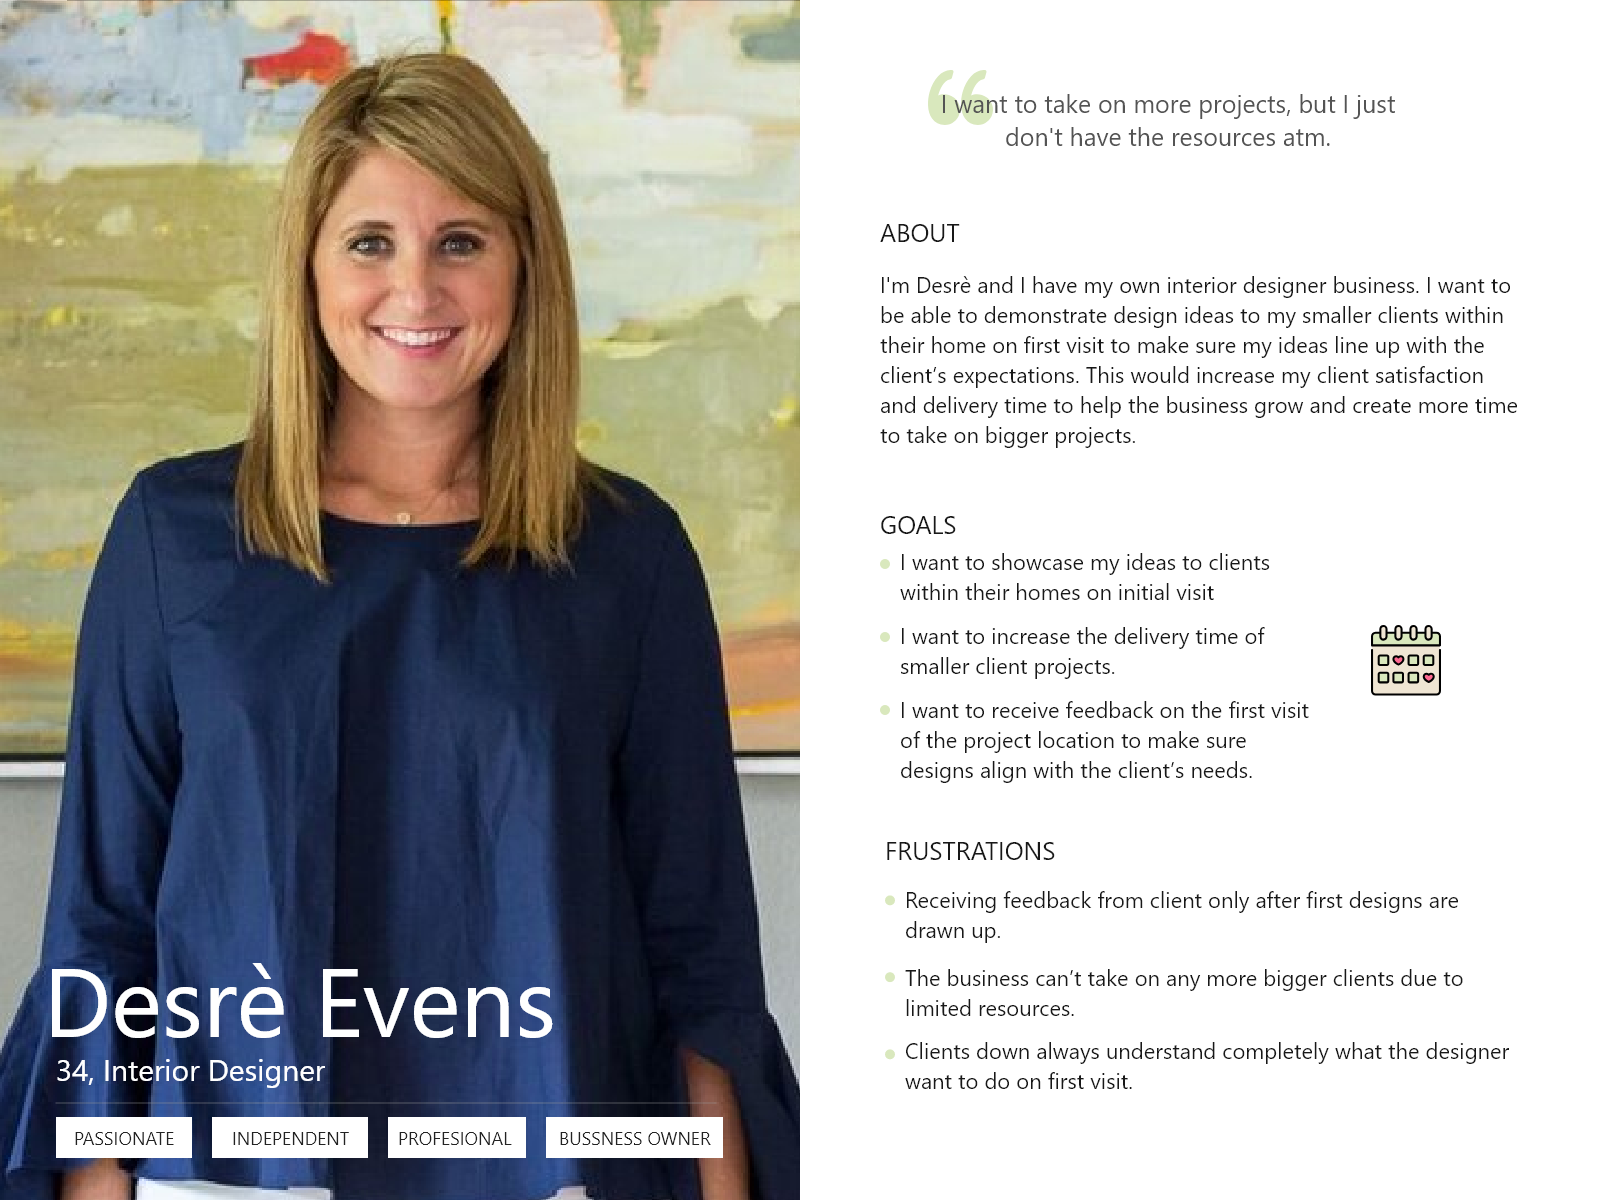 Desrè Evens
34, Interior Designer
PASSIONATE
INDEPENDENT
PROFESIONAL
BUSSNESS OWNER
“
I want to take on more projects, but I just
don't have the resources atm.
ABOUT
I'm Desrè and I have my own interior designer business. I want to
be able to demonstrate design ideas to my smaller clients within
their home on first visit to make sure my ideas line up with the
client’s expectations. This would increase my client satisfaction
and delivery time to help the business grow and create more time
to take on bigger projects.
GOALS
I want to showcase my ideas to clients
within their homes on initial visit
I want to increase the delivery time of
smaller client projects.
I want to receive feedback on the first visit
of the project location to make sure
designs align with the client’s needs.
FRUSTRATIONS
Receiving feedback from client only after first designs are
drawn up.
The business can’t take on any more bigger clients due to
limited resources.
Clients down always understand completely what the designer
want to do on first visit.